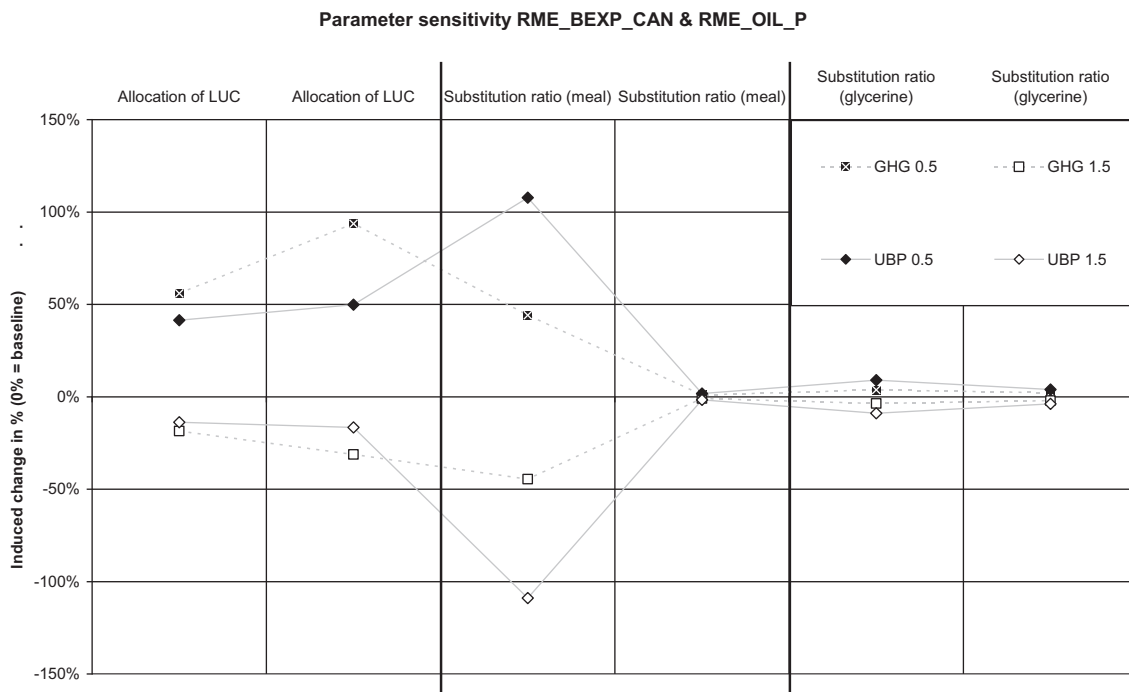 Parameter sensitivity RME_BEXP_CAN & RME_OIL_P
Allocation of LUC
Allocation of LUC
Substitution ratio (meal)
Substitution ratio (meal)
Substitution ratio
(glycerine)
Substitution ratio
(glycerine)
GHG 0.5
GHG 1.5
UBP 0.5
UBP 1.5
Induced change in % (0% = baseline)
. .
150%
100%
50%
0%
-50%
-100%
-150%